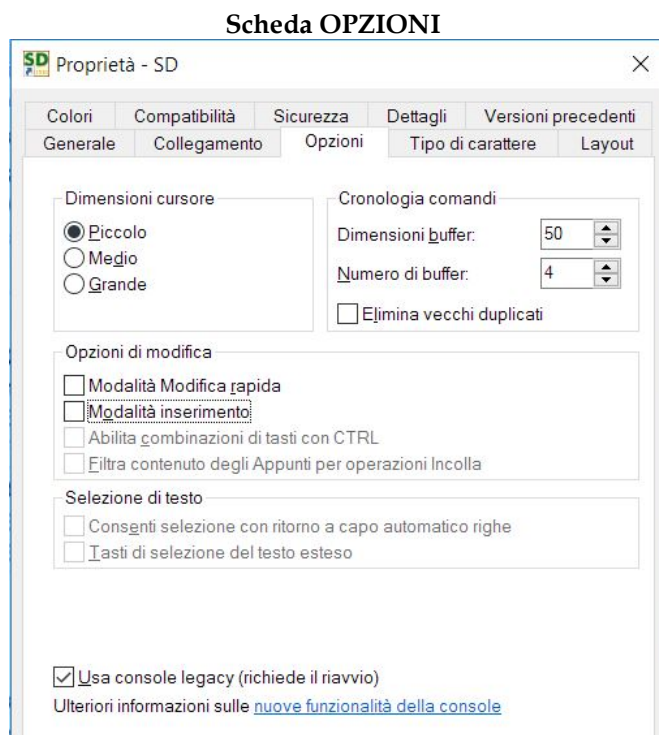 Scheda OPZIONI
SD Proprietà - SD
Colori Compatibilità Sicurezza Dettagli Versioni precedenti
Generale Collegamento Opzioni Tipo di carattere Layout
Dimensioni cursore
Piccolo
Medio
Grande
Cronologia comandi
Dimensioni buffer: 50
Numero di buffer: 4
Elimina vecchi duplicati
Opzioni di modifica
Modalità Modifica rapida
Modalità inserimento
Abilita combinazioni di tasti con CTRL
Filtra contenuto degli Appunti per operazioni Incolla
Selezione di testo
Consenti selezione con ritorno a capo automatico righe
Tasti di selezione del testo esteso
Usa console legacy (richiede il riavvio)
Ulteriori informazioni sulle nuove funzionalità della console